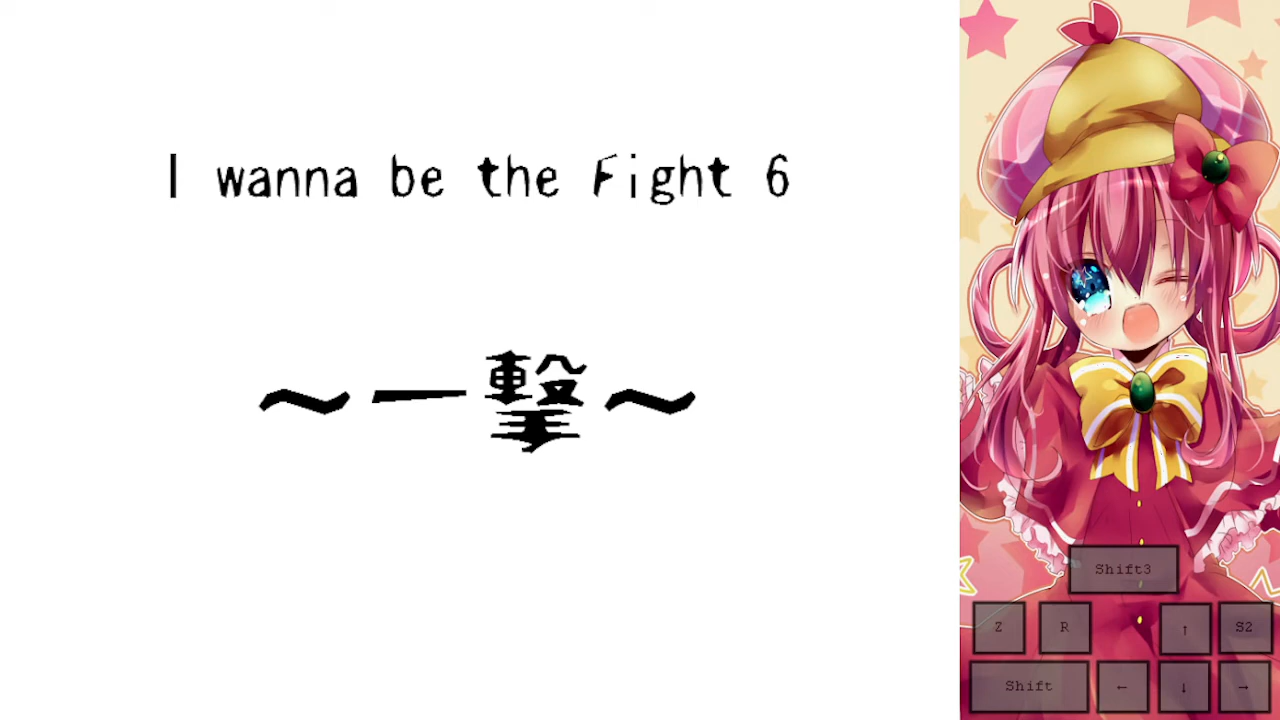 I wanna be the Fight 6
～一撃～
Shift3
Z R ↑ S2
Shift ← ↓ →